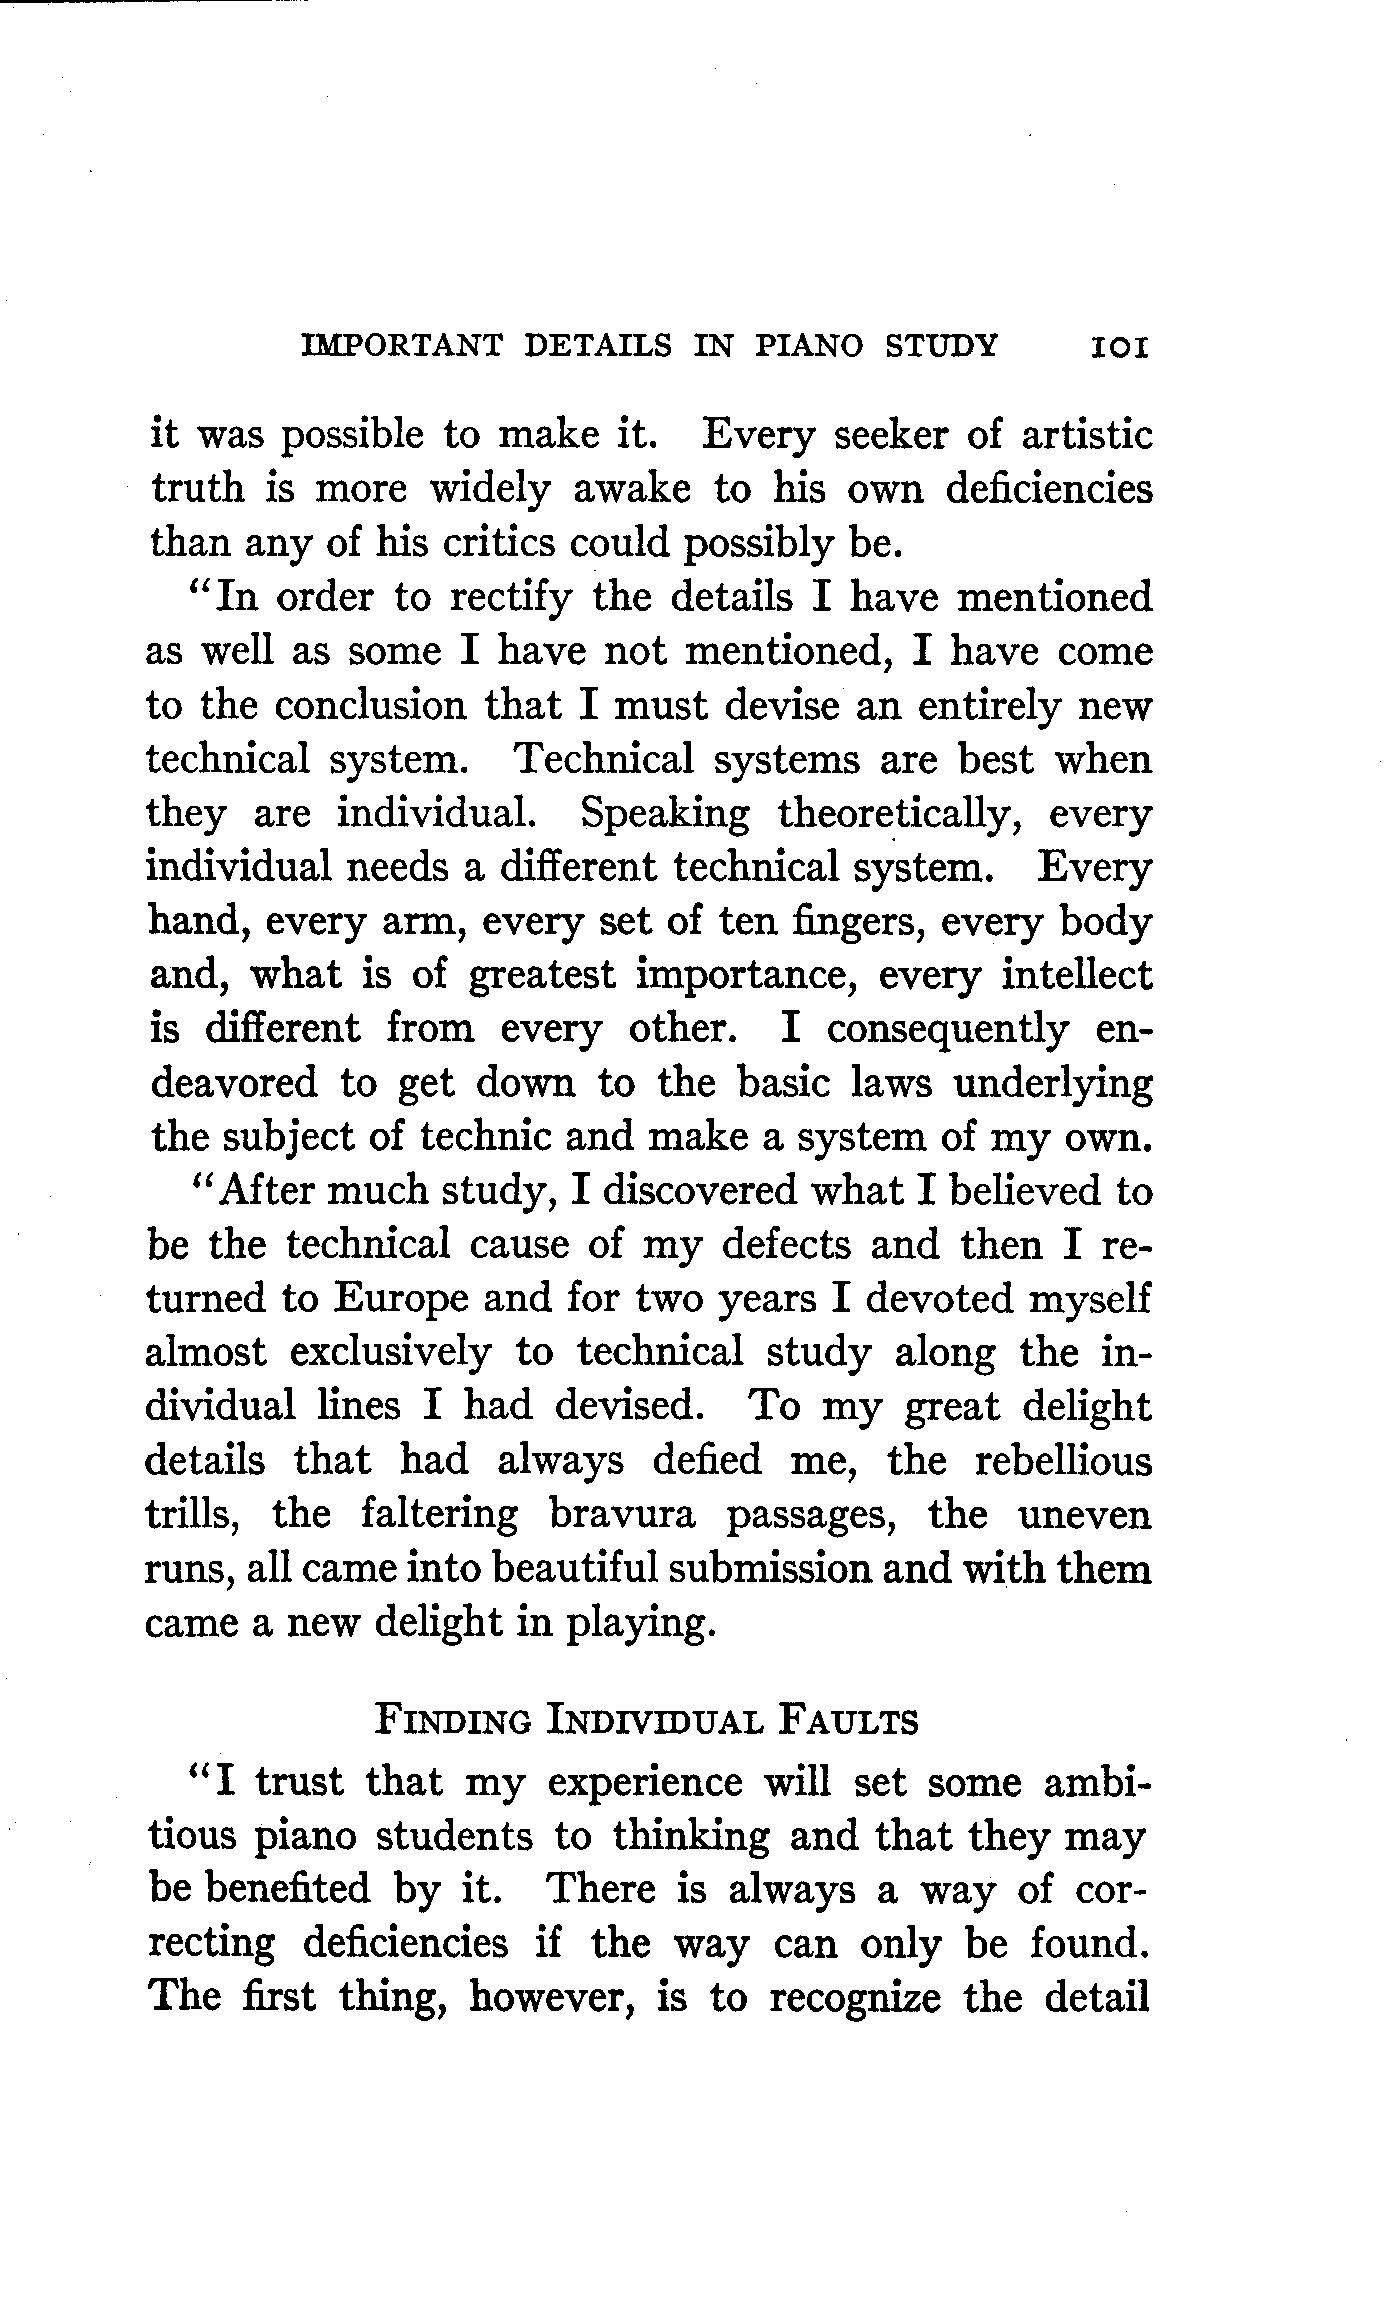 IMPORTANT DETAILS IN PIANO STUDY 101
it was possible to make it. Every seeker of artistic
truth is more widely awake to his own deficiencies
than any of his critics could possibly be.
“In order to rectify the details I have mentioned
as well as some I have not mentioned, I have come
to the conclusion that I must devise an entirely new
technical system. Technical systems are best when
they are individual. Speaking theoretically, every
individual needs a different technical system. Every
hand, every arm, every set of ten fingers, every body
and, what is of greatest importance, every intellect
is different from every other. I consequently en-
deavored to get down to the basic laws underlying
the subject of technic and make a system of my own.
“After much study, I discovered what I believed to
be the technical cause of my defects and then I re-
turned to Europe and for two years I devoted myself
almost exclusively to technical study along the in-
dividual lines I had devised. To my great delight
details that had always defied me, the rebellious
trills, the faltering bravura passages, the uneven
runs, all came into beautiful submission and with them
came a new delight in playing.
FINDING INDIVIDUAL FAULTS
“I trust that my experience will set some ambi-
tious piano students to thinking and that they may
be benefited by it. There is always a way of cor-
recting deficiencies if the way can only be found.
The first thing, however, is to recognize the detail